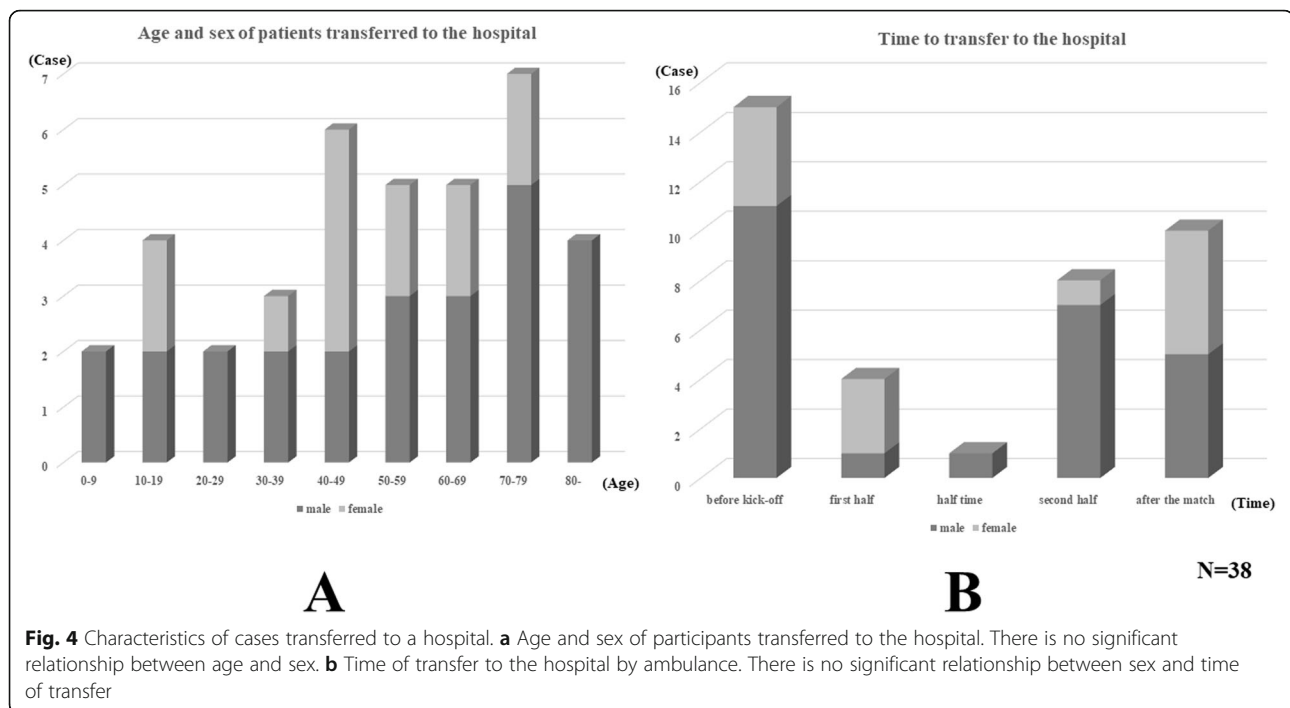 Age and sex of patients transferred to the hospital
(Case)
7
6
5
4
3
2
1
0
0-9 10-19 20-29 30-39 40-49 50-59 60-69 70-79 80- (Age)
male female
A
Time to transfer to the hospital
(Case)
16
14
12
10
8
6
4
2
0
before kick-off first half half time second half after the match (Time)
male female
N=38
B
Fig. 4 Characteristics of cases transferred to a hospital. a Age and sex of participants transferred to the hospital. There is no significant
relationship between age and sex. b Time of transfer to the hospital by ambulance. There is no significant relationship between sex and time
of transfer